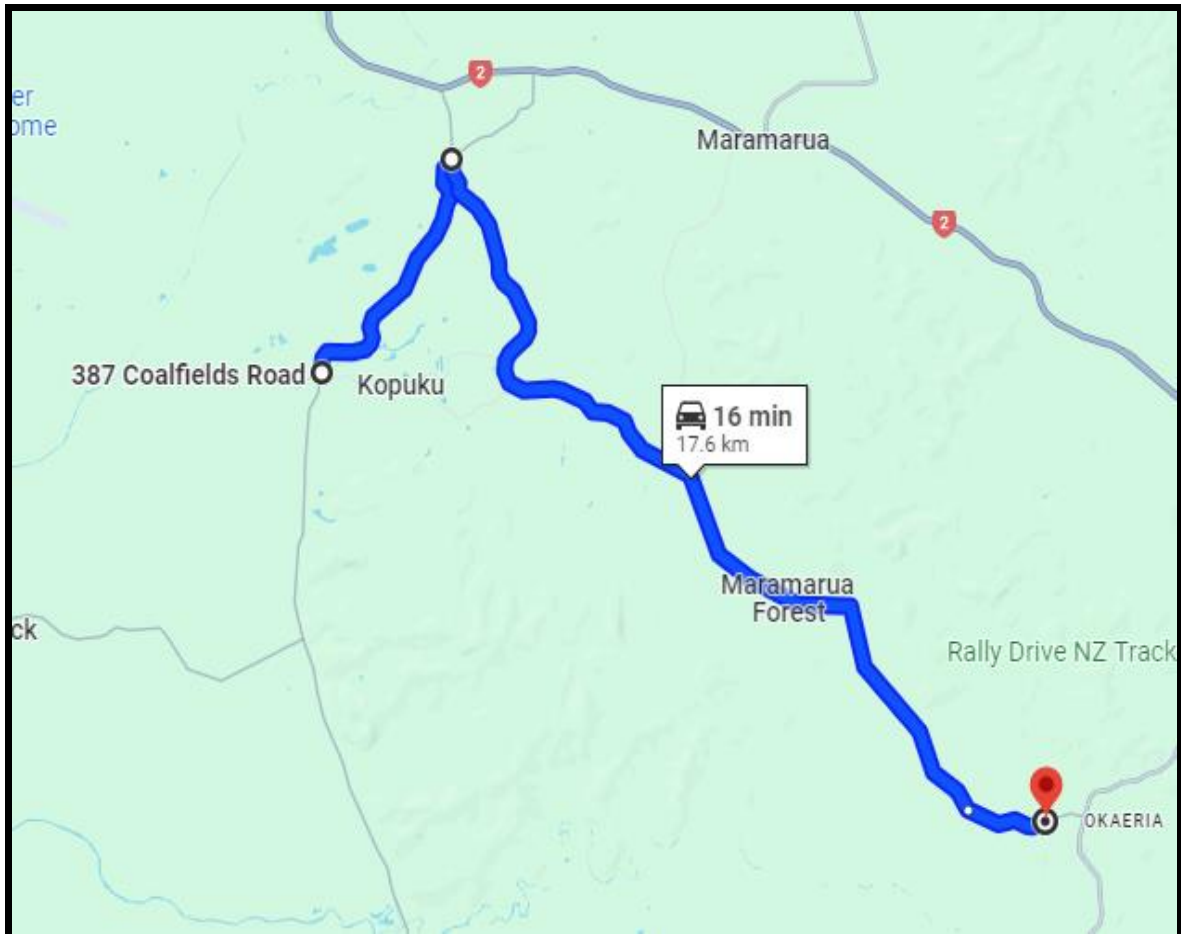 2
er
ome
Maramarua
2
387 Coalfields Road
Kopuku
16 min
17.6 km
Maramarua
Forest
ck
Rally Drive NZ Track
OKAERIA